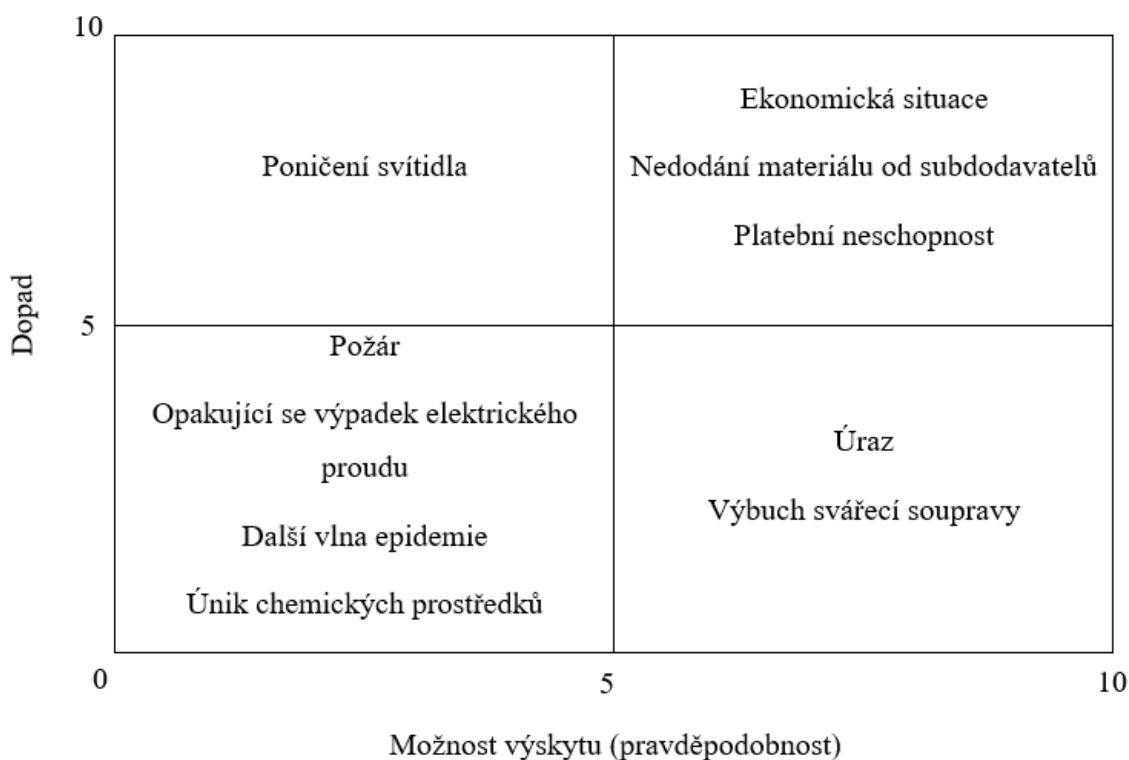 10
Ekonomická situace
Poničení svítidla
Nedodání materiálu od subdodavatelů
Platební neschopnost
Dopad
5
Požár
Opakující se výpadek elektrického
proudu
Úraz
Výbuch svářecí soupravy
Další vlna epidemie
Únik chemických prostředků
0
5
10
Možnost výskytu (pravděpodobnost)